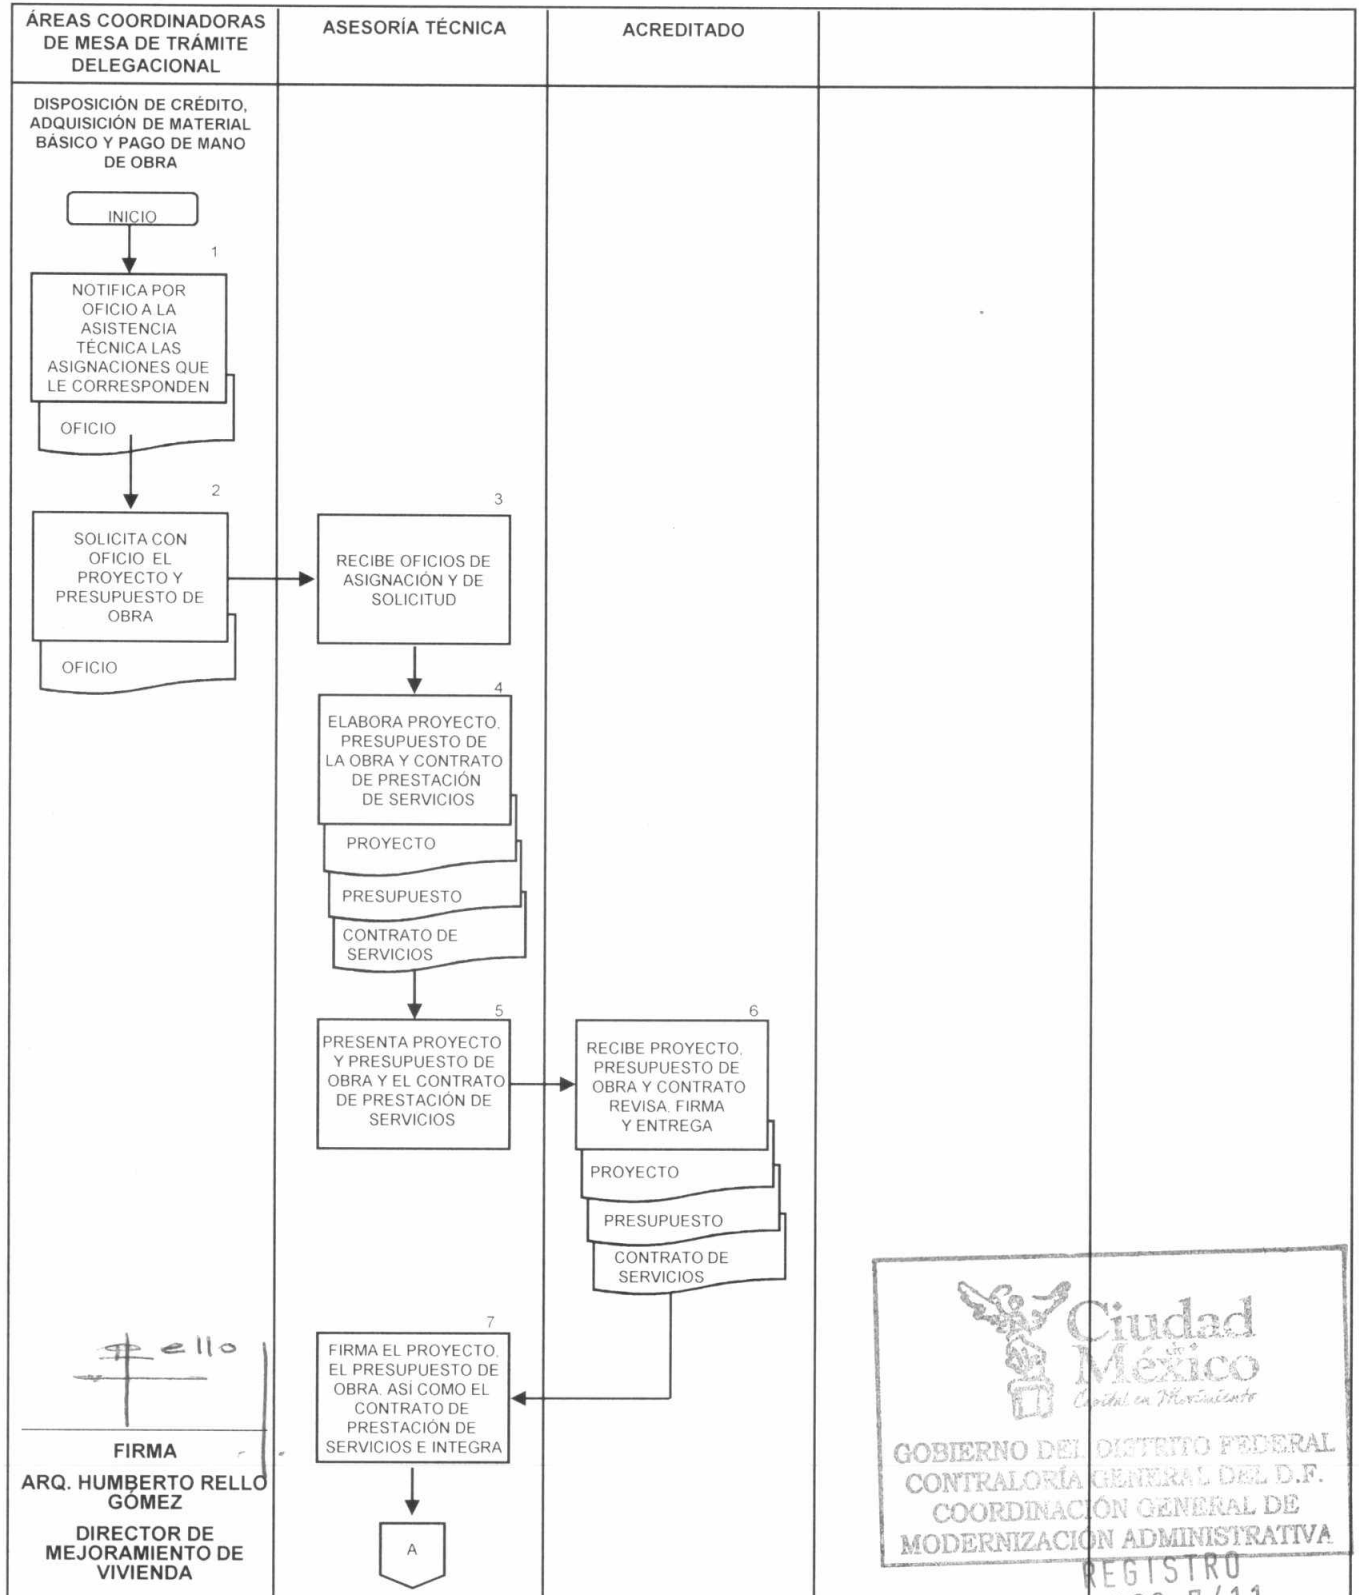 ÁREAS COORDINADORAS
DE MESA DE TRÁMITE
DELEGACIONAL
ASESORÍA TÉCNICA
ACREDITADO
DISPOSICIÓN DE CRÉDITO,
ADQUISICIÓN DE MATERIAL
BÁSICO Y PAGO DE MANO
DE OBRA
INICIO
1
NOTIFICA POR
OFICIO A LA
ASISTENCIA
TÉCNICA LAS
ASIGNACIONES QUE
LE CORRESPONDEN
OFICIO
2
SOLICITA CON
OFICIO EL
PROYECTO Y
PRESUPUESTO DE
OBRA
OFICIO
3
RECIBE OFICIOS DE
ASIGNACIÓN Y DE
SOLICITUD
4
ELABORA PROYECTO,
PRESUPUESTO DE
LA OBRA Y CONTRATO
DE PRESTACIÓN
DE SERVICIOS
PROYECTO
PRESUPUESTO
CONTRATO DE
SERVICIOS
5
PRESENTA PROYECTO
Y PRESUPUESTO DE
OBRA Y EL CONTRATO
DE PRESTACIÓN DE
SERVICIOS
6
RECIBE PROYECTO,
PRESUPUESTO DE
OBRA Y CONTRATO
REVISA, FIRMA
Y ENTREGA
PROYECTO
PRESUPUESTO
CONTRATO DE
SERVICIOS
7
FIRMA EL PROYECTO,
EL PRESUPUESTO DE
OBRA, ASÍ COMO EL
CONTRATO DE
PRESTACIÓN DE
SERVICIOS E INTEGRA
A
ello
FIRMA
ARQ. HUMBERTO RELLO
GÓMEZ
DIRECTOR DE
MEJORAMIENTO DE
VIVIENDA
Ciudad
de
México
Capital en Movimiento
GOBIERNO DEL DISTRITO FEDERAL
CONTRALORÍA GENERAL DEL D.F.
COORDINACIÓN GENERAL DE
MODERNIZACIÓN ADMINISTRATIVA
REGISTRO